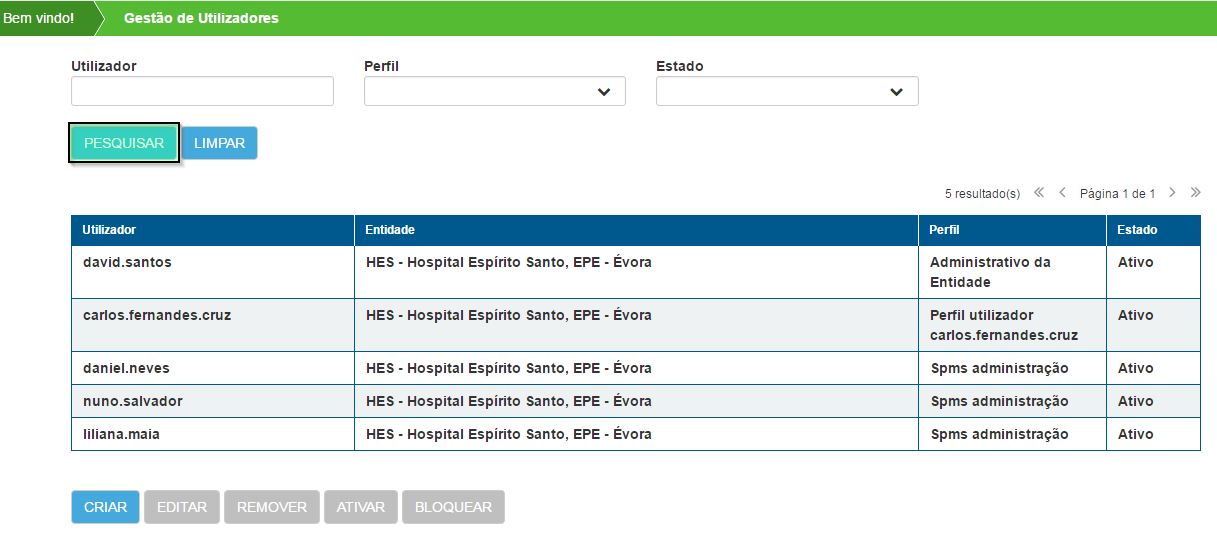 Bem vindo! Gestão de Utilizadores
Utilizador Perfil Estado
PESQUISAR LIMPAR
5 resultado(s) Página 1 de 1
Utilizador Entidade Perfil Estado
david.santos HES - Hospital Espírito Santo, EPE - Évora Administrativo da Ativo
Entidade
carlos.fernandes.cruz HES - Hospital Espírito Santo, EPE - Évora Perfil utilizador Ativo
carlos.fernandes.cruz
daniel.neves HES - Hospital Espírito Santo, EPE - Évora Spms administração Ativo
nuno.salvador HES - Hospital Espírito Santo, EPE - Évora Spms administração Ativo
liliana.maia HES - Hospital Espírito Santo, EPE - Évora Spms administração Ativo
CRIAR EDITAR REMOVER ATIVAR BLOQUEAR